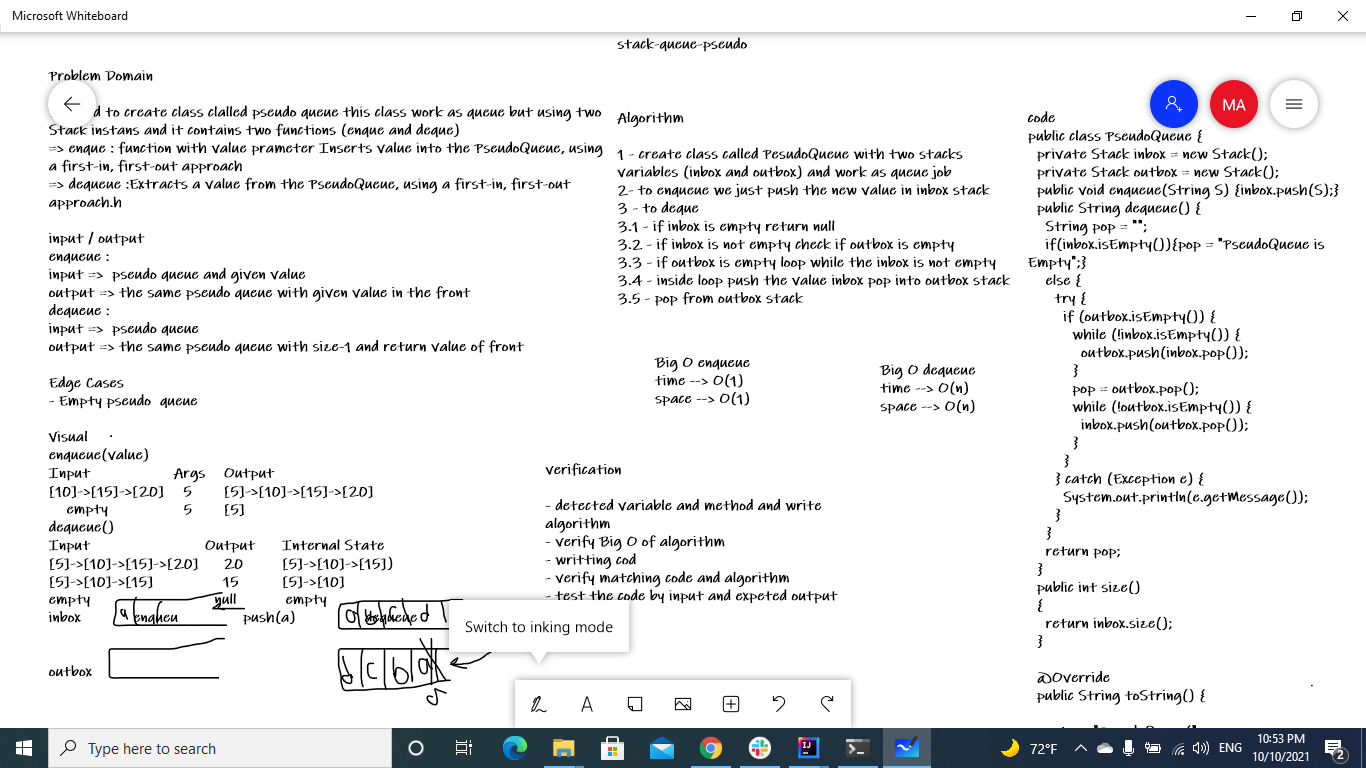 Microsoft Whiteboard
stack-queue-pseudo
Problem Domain
d to create class clalled pseudo queue this class work as queue but using two
Stack instans and it contains two functions (enque and deque)
=> enque : function with value prameter Inserts value into the PseudoQueue, using
a first-in, first-out approach
=> dequeue :Extracts a value from the PseudoQueue, using a first-in, first-out
approach.h
input / output
enqueue :
input => pseudo queue and given value
output => the same pseudo queue with given value in the front
dequeue :
input => pseudo queue
output => the same pseudo queue with size-1 and return value of front
Edge Cases
- Empty pseudo queue
Visual
enqueue(value)
Input Args Output
[10]->[15]->[20] 5 [5]->[10]->[15]->[20]
empty 5 [5]
dequeue()
Input Output Internal State
[5]->[10]->[15]->[20] 20 [5]->[10]->[15])
[5]->[10]->[15] 15 [5]->[10]
empty null empty
inbox a enqueu push(a) dequeue d
outbox d c b a
Algorithm
1 - create class called PesudoQueue with two stacks
variables (inbox and outbox) and work as queue job
2- to enqueue we just push the new value in inbox stack
3 - to deque
3.1 - if inbox is empty return null
3.2 - if inbox is not empty check if outbox is empty
3.3 - if outbox is empty loop while the inbox is not empty
3.4 - inside loop push the value inbox pop into outbox stack
3.5 - pop from outbox stack
Big O enqueue
time --> O(1)
space --> O(1)
Big O dequeue
time --> O(n)
space --> O(n)
verification
- detected variable and method and write
algorithm
- verify Big O of algorithm
- writting cod
- verify matching code and algorithm
- test the code by input and expeted output
MA
code
public class PseudoQueue {
private Stack inbox = new Stack();
private Stack outbox = new Stack();
public void enqueue(String S) {inbox.push(S);}
public String dequeue() {
String pop = "";
if(inbox.isEmpty()){pop = "PseudoQueue is
Empty";}
else {
try {
if (outbox.isEmpty()) {
while (!inbox.isEmpty()) {
outbox.push(inbox.pop());
}
pop = outbox.pop();
while (!outbox.isEmpty()) {
inbox.push(outbox.pop());
}
}
} catch (Exception e) {
System.out.println(e.getMessage());
}
}
return pop;
}
public int size()
{
return inbox.size();
}
@Override
public String toString() {
Switch to inking mode
Type here to search
72°F
ENG
10:53 PM
10/10/2021
2